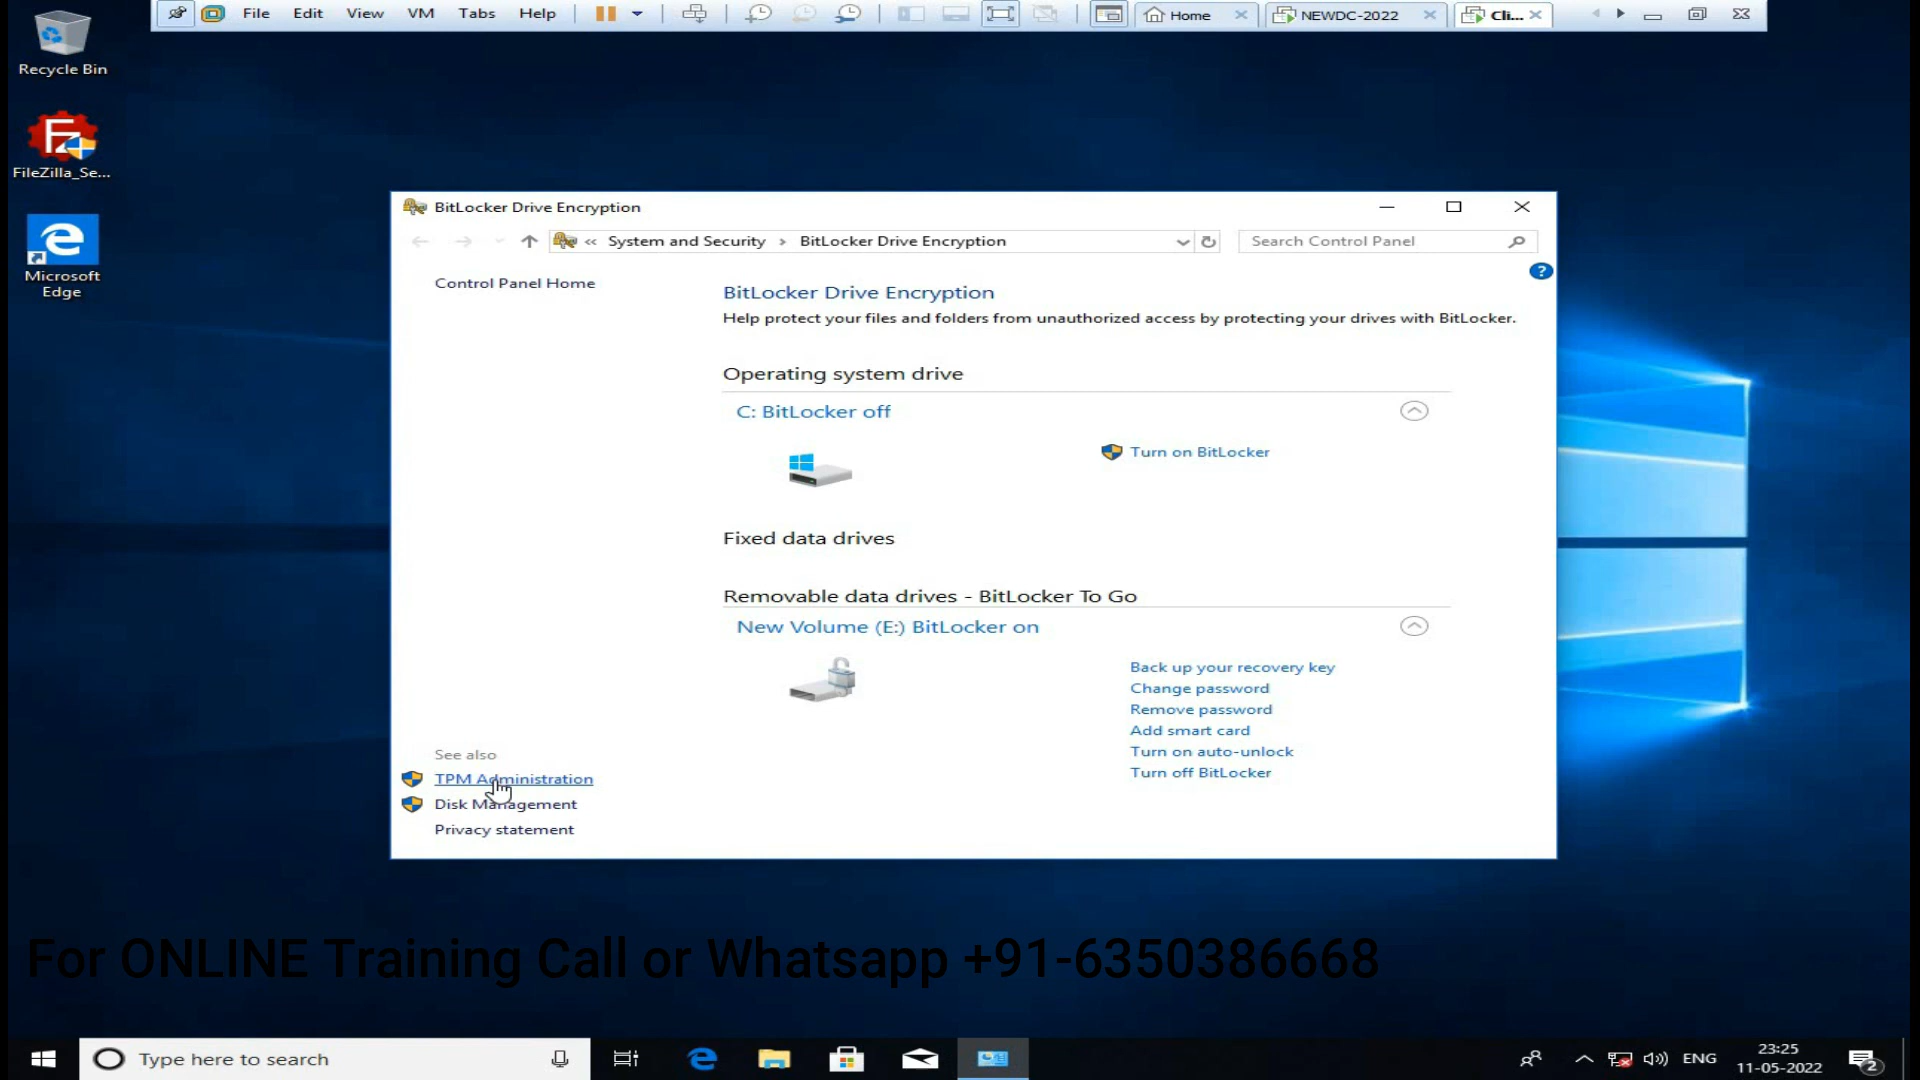 File Edit View VM Tabs Help
Home NEWDC-2022 Cli...
Recycle Bin
FileZilla_Se...
Microsoft
Edge
BitLocker Drive Encryption
« System and Security › BitLocker Drive Encryption
Search Control Panel
?
Control Panel Home
BitLocker Drive Encryption
Help protect your files and folders from unauthorized access by protecting your drives with BitLocker.
Operating system drive
C: BitLocker off
Turn on BitLocker
Fixed data drives
Removable data drives - BitLocker To Go
New Volume (E:) BitLocker on
Back up your recovery key
Change password
Remove password
Add smart card
Turn on auto-unlock
Turn off BitLocker
See also
TPM Administration
Disk Management
Privacy statement
For ONLINE Training Call or Whatsapp +91-6350386668
Type here to search
ENG
23:25
11-05-2022
2